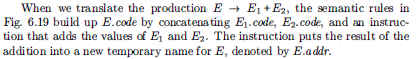 When we translate the production E → E₁ + E₂, the semantic rules in
Fig. 6.19 build up E.code by concatenating E₁.code, E₂.code, and an instruc-
tion that adds the values of E₁ and E₂. The instruction puts the result of the
addition into a new temporary name for E, denoted by E.addr.